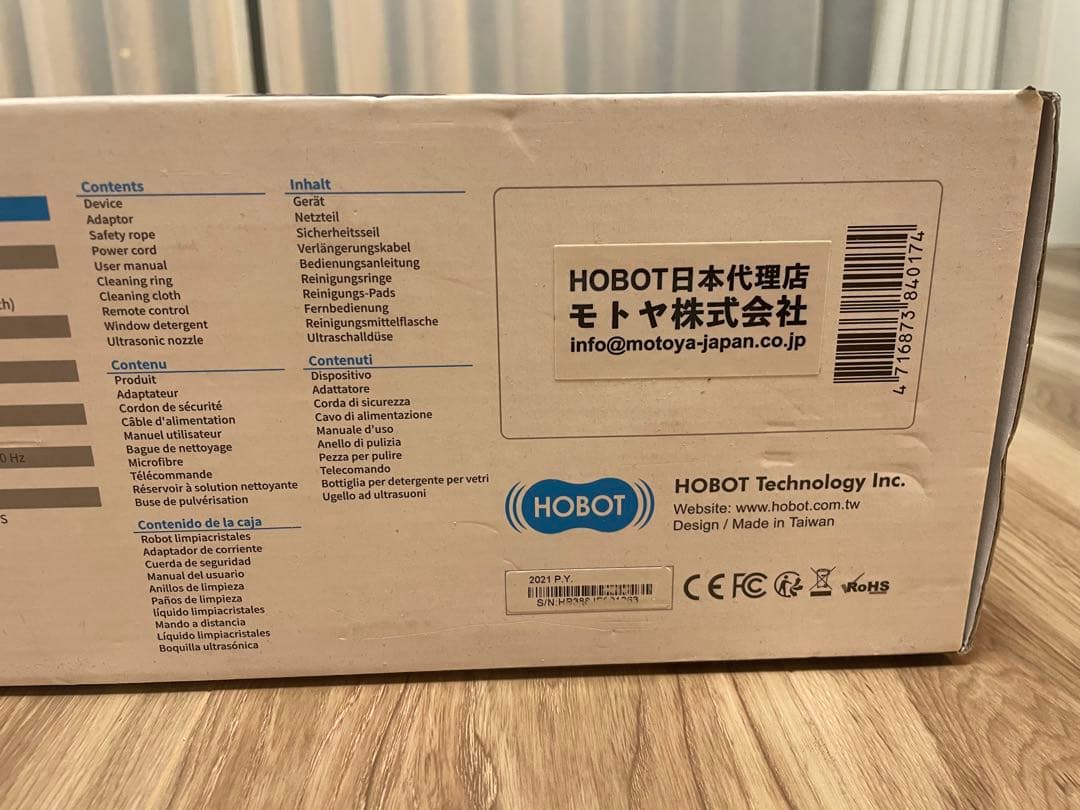 th)
0 Hz
s
Contents
Device
Adaptor
Safety rope
Power cord
User manual
Cleaning ring
Cleaning cloth
Remote control
Window detergent
Ultrasonic nozzle
Inhalt
Gerät
Netzteil
Sicherheitsseil
Verlängerungskabel
Bedienungsanleitung
Reinigungsringe
Reinigungs-Pads
Fernbedienung
Reinigungsmittelflasche
Ultraschalldüse
Contenu
Produit
Adaptateur
Cordon de sécurité
Câble d'alimentation
Manuel utilisateur
Bague de nettoyage
Microfibre
Télécommande
Réservoir à solution nettoyante
Buse de pulvérisation
Contenuti
Dispositivo
Adattatore
Corda di sicurezza
Cavo di alimentazione
Manuale d'uso
Anello di pulizia
Pezza per pulire
Telecomando
Bottiglia per detergente per vetri
Ugello ad ultrasuoni
Contenido de la caja
Robot limpiacristales
Adaptador de corriente
Cuerda de seguridad
Manual del usuario
Anillos de limpieza
Paños de limpieza
líquido limpiacristales
Mando a distancia
Líquido limpiacristales
Boquilla ultrasónica
HOBOT日本代理店
モトヤ株式会社
info@motoya-japan.co.jp
4 716873 840174
HOBOT
HOBOT Technology Inc.
Website: www.hobot.com.tw
Design / Made in Taiwan
2021 P.Y.
CE FC RoHS